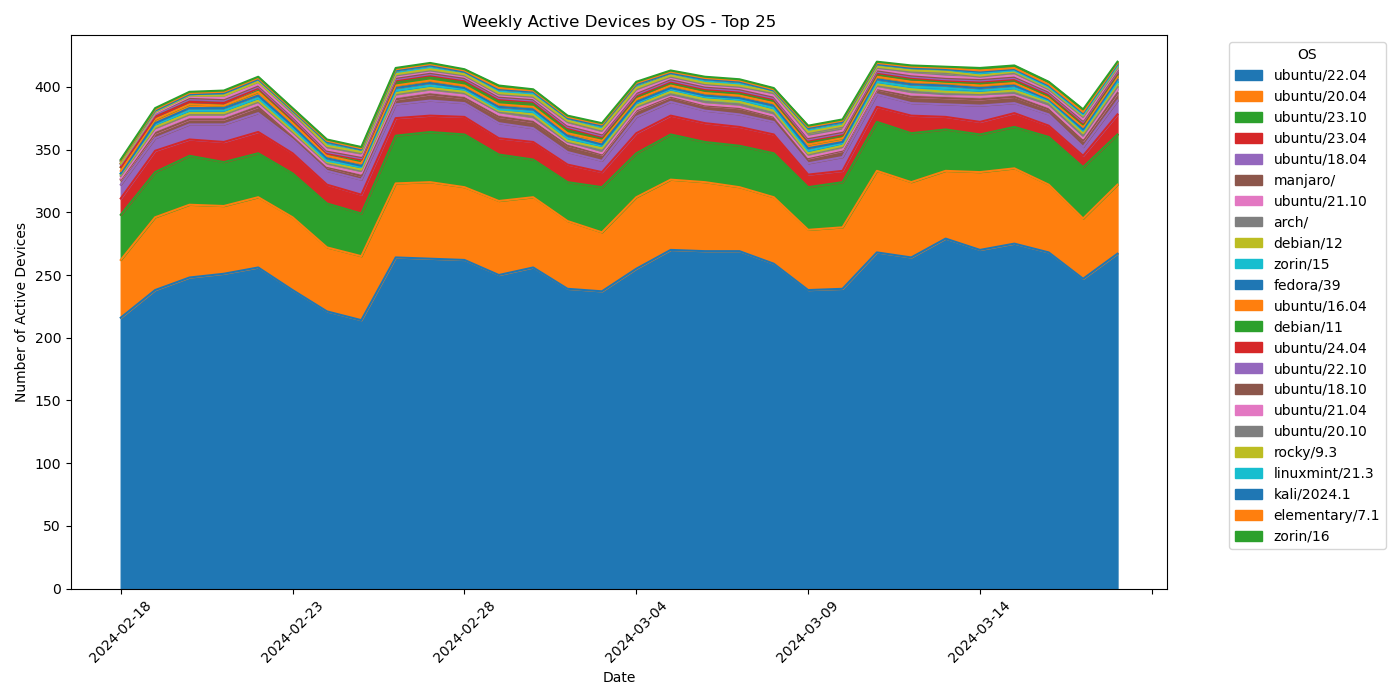 Weekly Active Devices by OS - Top 25
Number of Active Devices
400
350
300
250
200
150
100
50
0
2024-02-18
2024-02-23
2024-02-28
2024-03-04
2024-03-09
2024-03-14
Date
OS
ubuntu/22.04
ubuntu/20.04
ubuntu/23.10
ubuntu/23.04
ubuntu/18.04
manjaro/
ubuntu/21.10
arch/
debian/12
zorin/15
fedora/39
ubuntu/16.04
debian/11
ubuntu/24.04
ubuntu/22.10
ubuntu/18.10
ubuntu/21.04
ubuntu/20.10
rocky/9.3
linuxmint/21.3
kali/2024.1
elementary/7.1
zorin/16